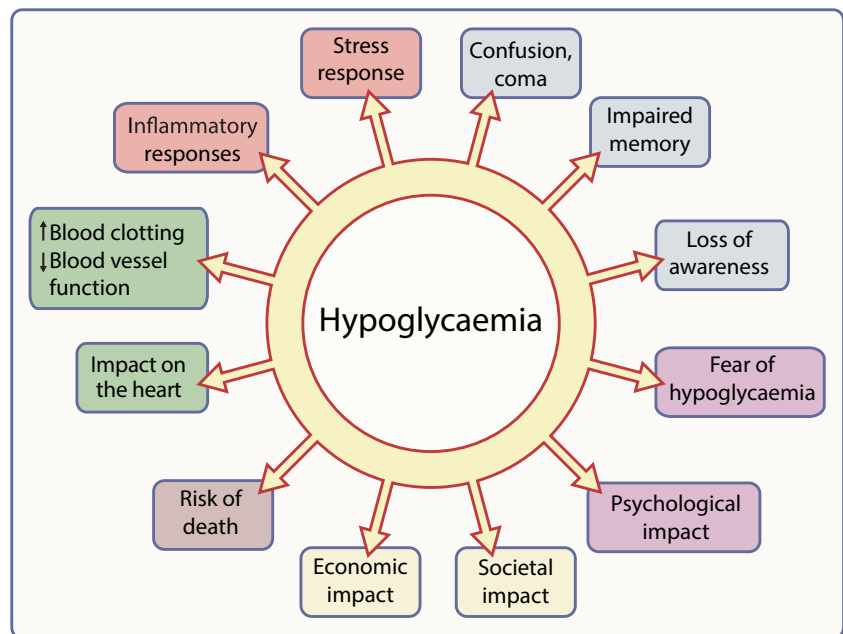 Stress
response
Confusion,
coma
Impaired
memory
Loss of
awareness
Fear of
hypoglycaemia
Psychological
impact
Societal
impact
Economic
impact
Risk of
death
Impact on
the heart
↑Blood clotting
↓Blood vessel
function
Inflammatory
responses
Hypoglycaemia